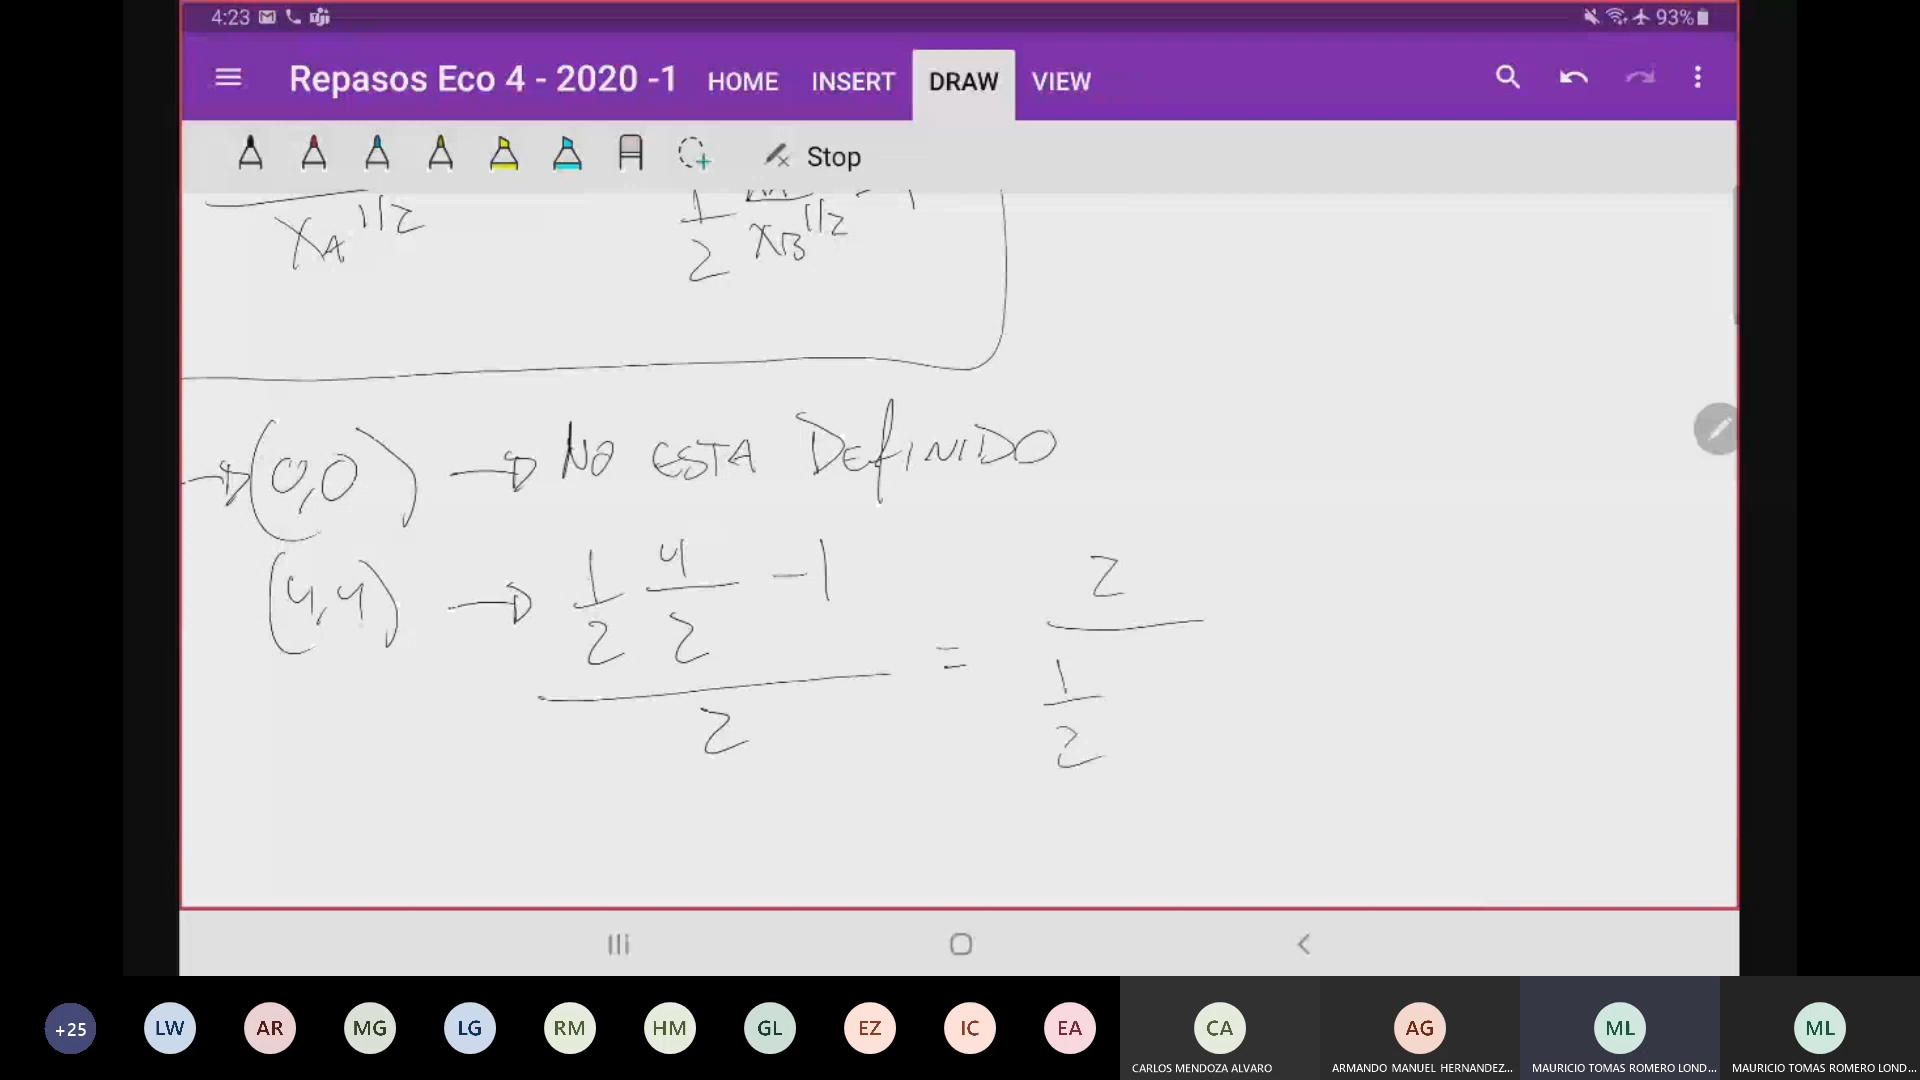 4:23 93%
Repasos Eco 4 - 2020 -1 HOME INSERT DRAW VIEW
Stop
XA 1/2
1/2 XB 1/2 - 1
→(0,0) → NO ESTA DEFINIDO
(4,4) → 1/2 4/2 - 1
2
=
2
1/2
+25 LW AR MG LG RM HM GL EZ IC EA CA AG ML ML
CARLOS MENDOZA ALVARO ARMANDO MANUEL HERNANDEZ... MAURICIO TOMAS ROMERO LOND... MAURICIO TOMAS ROMERO LOND...